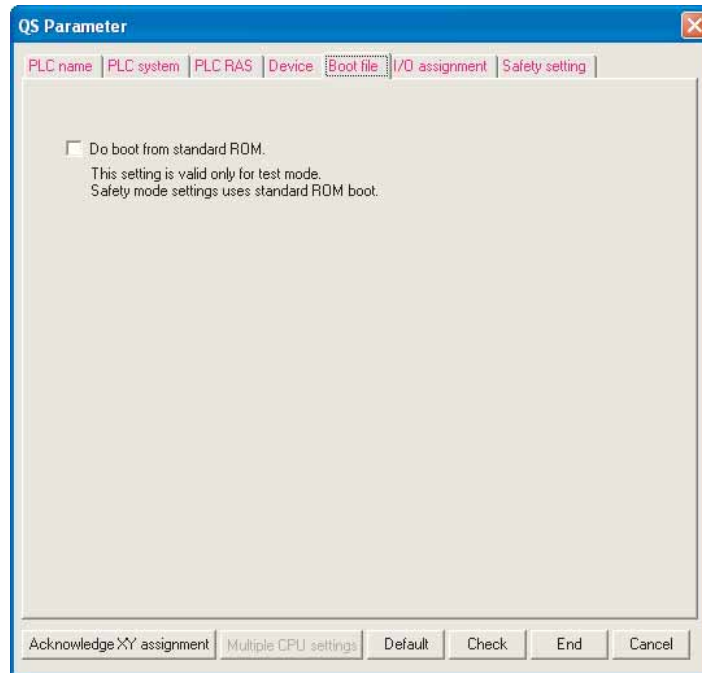 QS Parameter
PLC name PLC system PLC RAS Device Boot file I/O assignment Safety setting
Do boot from standard ROM.
This setting is valid only for test mode.
Safety mode settings uses standard ROM boot.
Acknowledge XY assignment Multiple CPU settings Default Check End Cancel